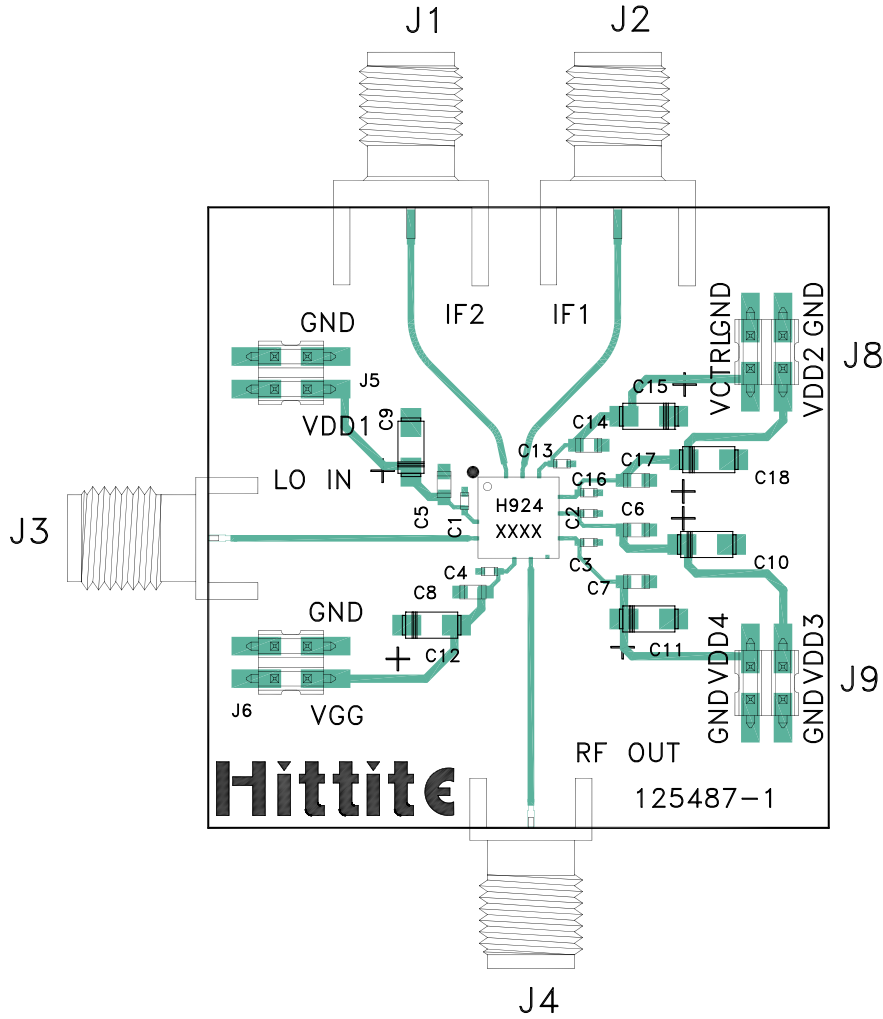 J1
J2
IF2
IF1
GND
J5
VDD1
C9
LO IN
J3
C5
C1
H924
XXXX
VCTRL
GND
GND
VDD2
J8
C15
C14
C13
C17
C16
C18
C2
C6
C3
C10
C7
C4
C8
C12
C11
GND
J6
VGG
GND
VDD4
GND
VDD3
J9
RF OUT
Hittite
125487-1
J4